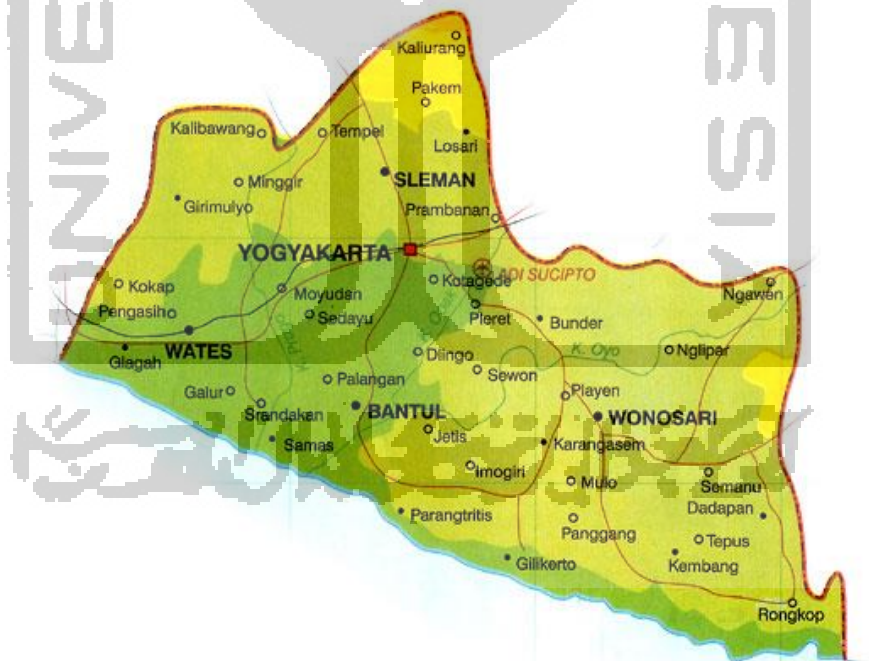 Kaliurang
Pakem
Kalibawang
Tempel
Losari
SLEMAN
Minggir
Girimulyo
Prambanan
YOGYAKARTA
ADI SUCIPTO
Kotagede
Kokap
Moyudan
Ngawen
Pengasih
Sedayu
Pleret
Bunder
WATES
Glagah
Dlingo
K. Oyo
Nglipar
Sewon
Galur
Palangan
Playen
Srandakan
BANTUL
WONOSARI
Samas
Jetis
Karangasem
Imogiri
Mulo
Semanu
Parangtritis
Dadapan
Panggang
Tepus
Gilikerto
Kembang
Rongkop
UNIVE
ISIS